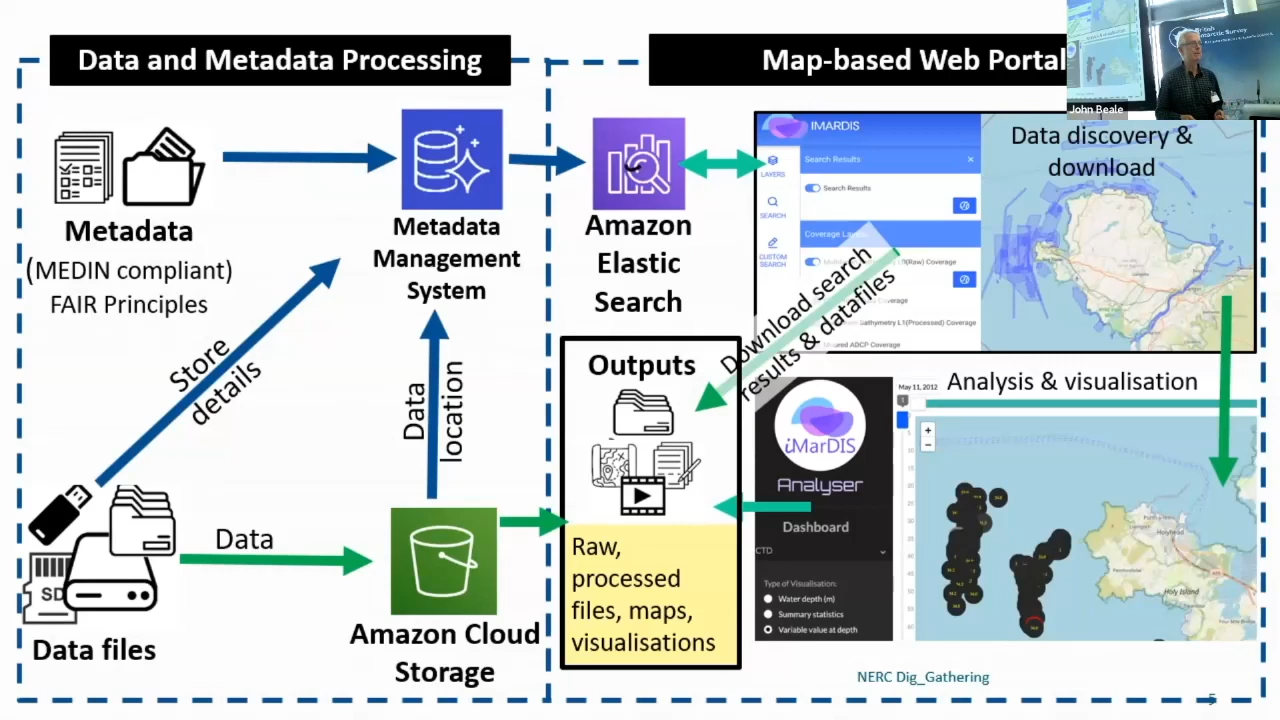 Data and Metadata Processing
Map-based Web Portal
John Beale
Metadata
(MEDIN compliant)
FAIR Principles
Metadata
Management
System
Amazon
Elastic
Search
IMARDIS
LAYERS
SEARCH
CUSTOM
SEARCH
Search Results
Search Results
Coverage
Coverage
Data discovery &
download
Download search
results & datafiles
Store
details
Data
location
Data
Data files
Amazon Cloud
Storage
Outputs
Raw,
processed
files, maps,
visualisations
iMarDIS
Analyser
Dashboard
CTD
Type of Visualisation:
Water depth (m)
Summary statistics
Variable value at depth
May 11, 2012
Analysis & visualisation
Holyhead
Holy Island
NERC Dig_Gathering
5